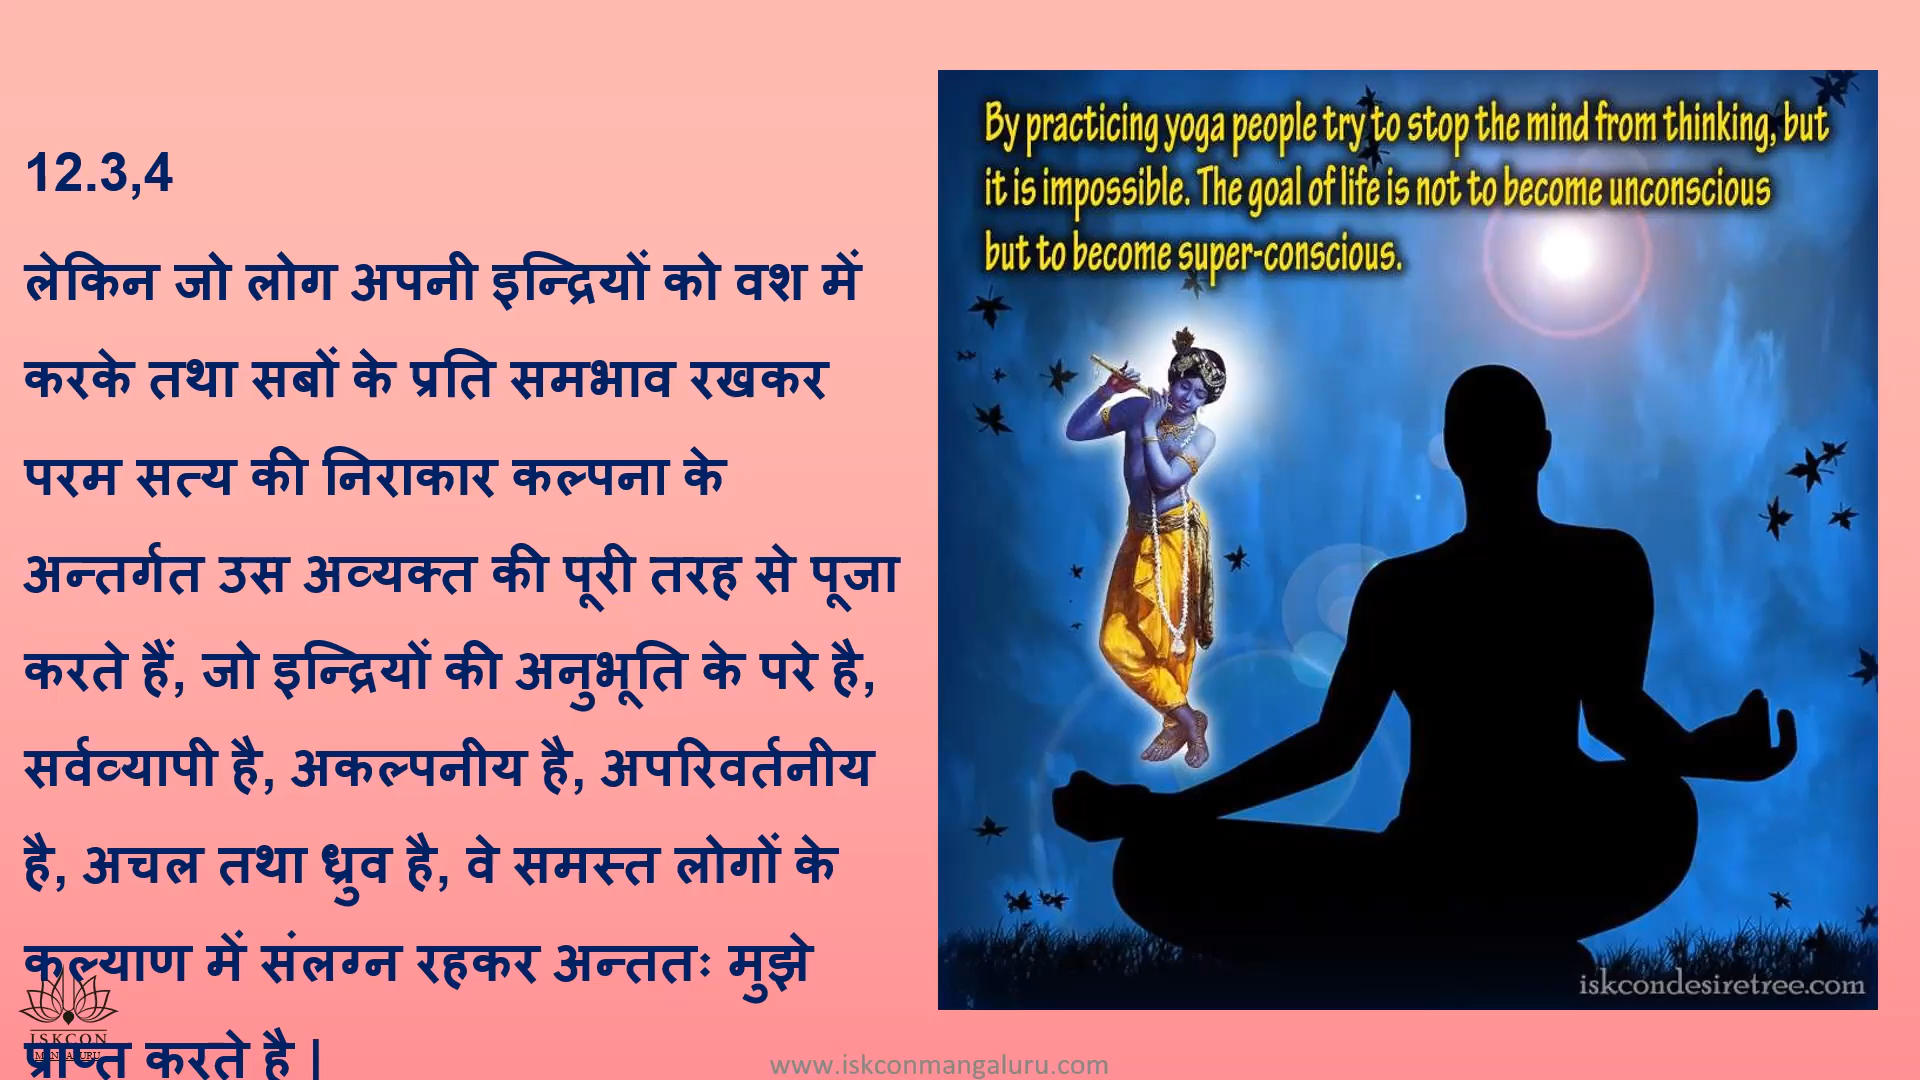 12.3,4
लेकिन जो लोग अपनी इन्द्रियों को वश में
करके तथा सबों के प्रति समभाव रखकर
परम सत्य की निराकार कल्पना के
अन्तर्गत उस अव्यक्त की पूरी तरह से पूजा
करते हैं, जो इन्द्रियों की अनुभूति के परे है,
सर्वव्यापी है, अकल्पनीय है, अपरिवर्तनीय
है, अचल तथा ध्रुव है, वे समस्त लोगों के
कल्याण में संलग्न रहकर अन्ततः मुझे
प्राप्त करते है |
By practicing yoga people try to stop the mind from thinking, but
it is impossible. The goal of life is not to become unconscious
but to become super-conscious.
iskcondesiretree.com
ISKCON
MANGALURU
www.iskconmangaluru.com